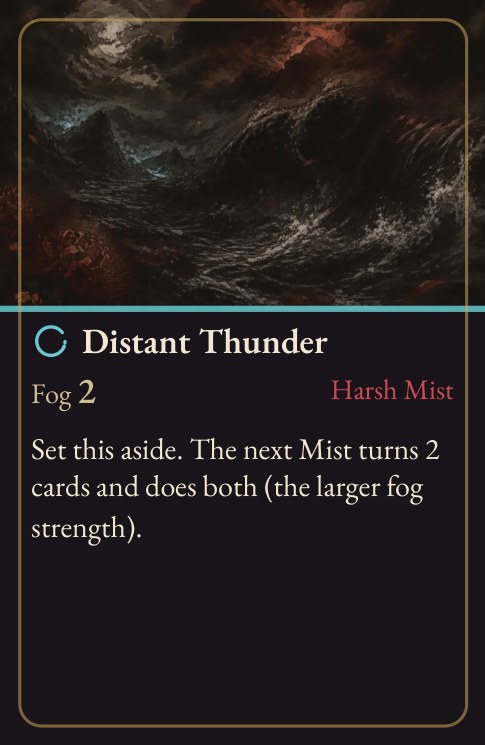 Distant Thunder
Fog 2
Harsh Mist
Set this aside. The next Mist turns 2
cards and does both (the larger fog
strength).